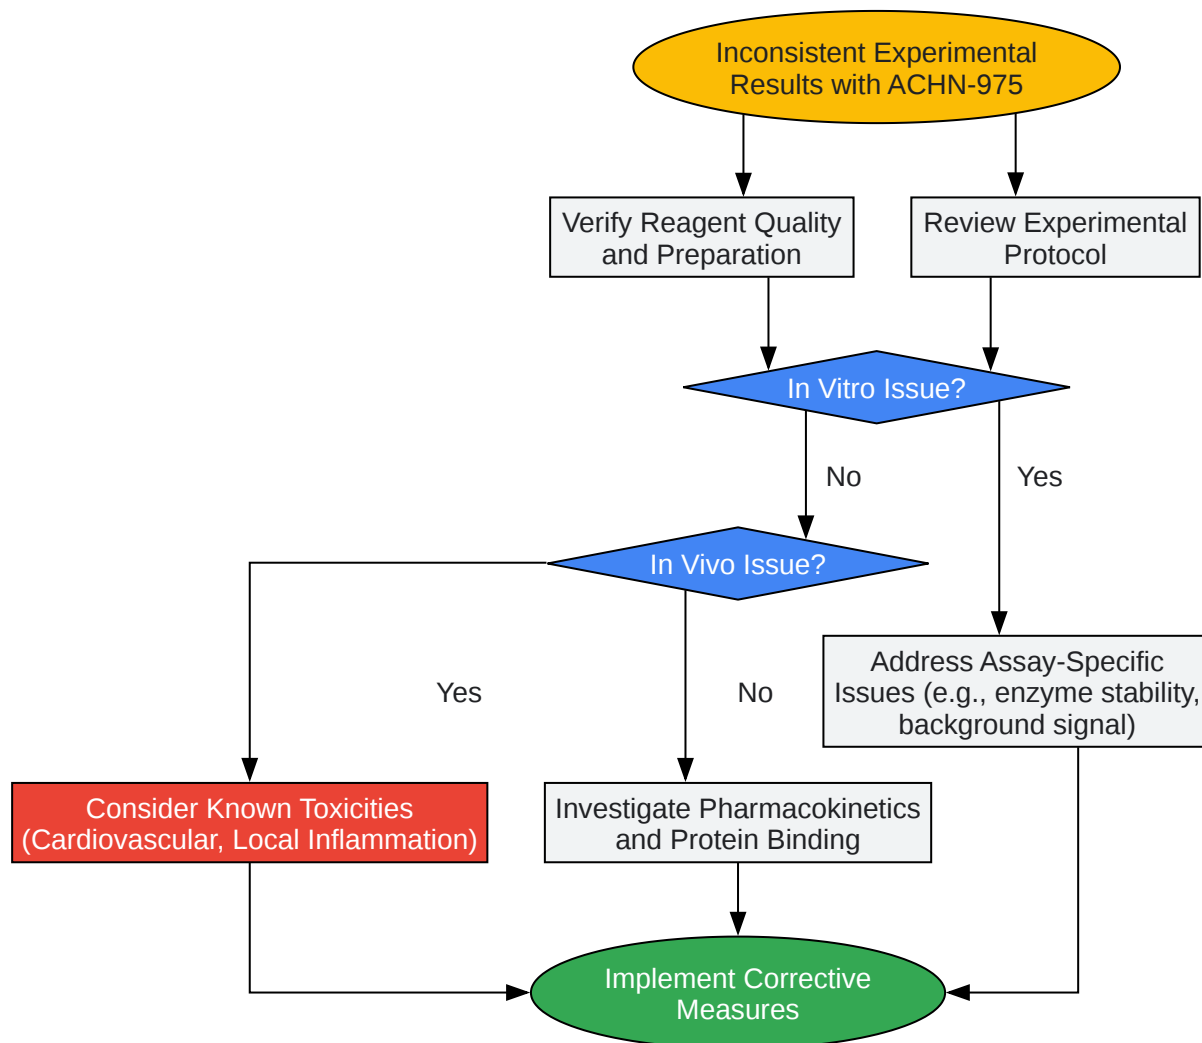 Inconsistent Experimental
Results with ACHN-975
Verify Reagent Quality
and Preparation
Review Experimental
Protocol
In Vitro Issue?
No
Yes
In Vivo Issue?
Address Assay-Specific
Issues (e.g., enzyme stability,
background signal)
Yes
No
Consider Known Toxicities
(Cardiovascular, Local Inflammation)
Investigate Pharmacokinetics
and Protein Binding
Implement Corrective
Measures